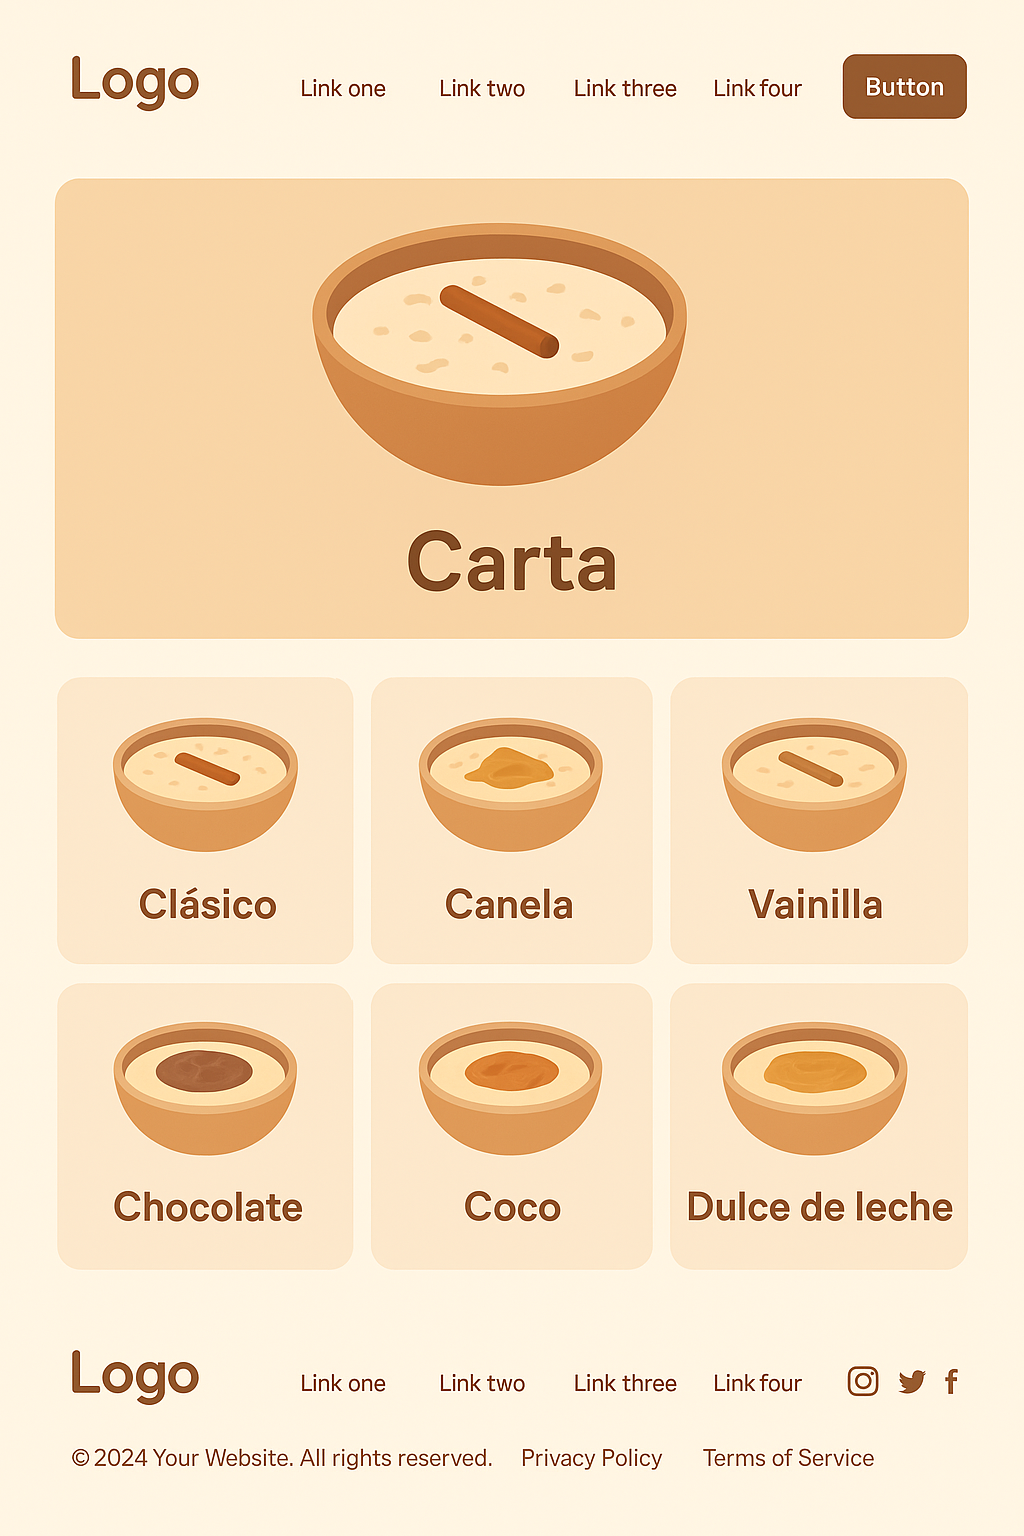 Logo
Link one Link two Link three Link four Button
Carta
Clásico Canela Vainilla
Chocolate Coco Dulce de leche
Logo
Link one Link two Link three Link four
© 2024 Your Website. All rights reserved. Privacy Policy Terms of Service